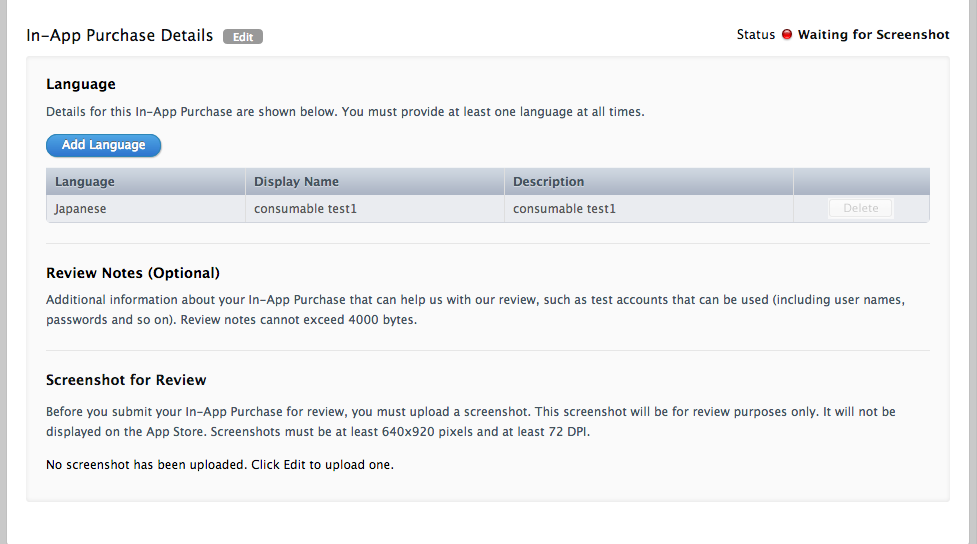 In-App Purchase Details Edit Status Waiting for Screenshot
Language
Details for this In-App Purchase are shown below. You must provide at least one language at all times.
Add Language
Language Display Name Description
Japanese consumable test1 consumable test1 Delete
Review Notes (Optional)
Additional information about your In-App Purchase that can help us with our review, such as test accounts that can be used (including user names,
passwords and so on). Review notes cannot exceed 4000 bytes.
Screenshot for Review
Before you submit your In-App Purchase for review, you must upload a screenshot. This screenshot will be for review purposes only. It will not be
displayed on the App Store. Screenshots must be at least 640x920 pixels and at least 72 DPI.
No screenshot has been uploaded. Click Edit to upload one.